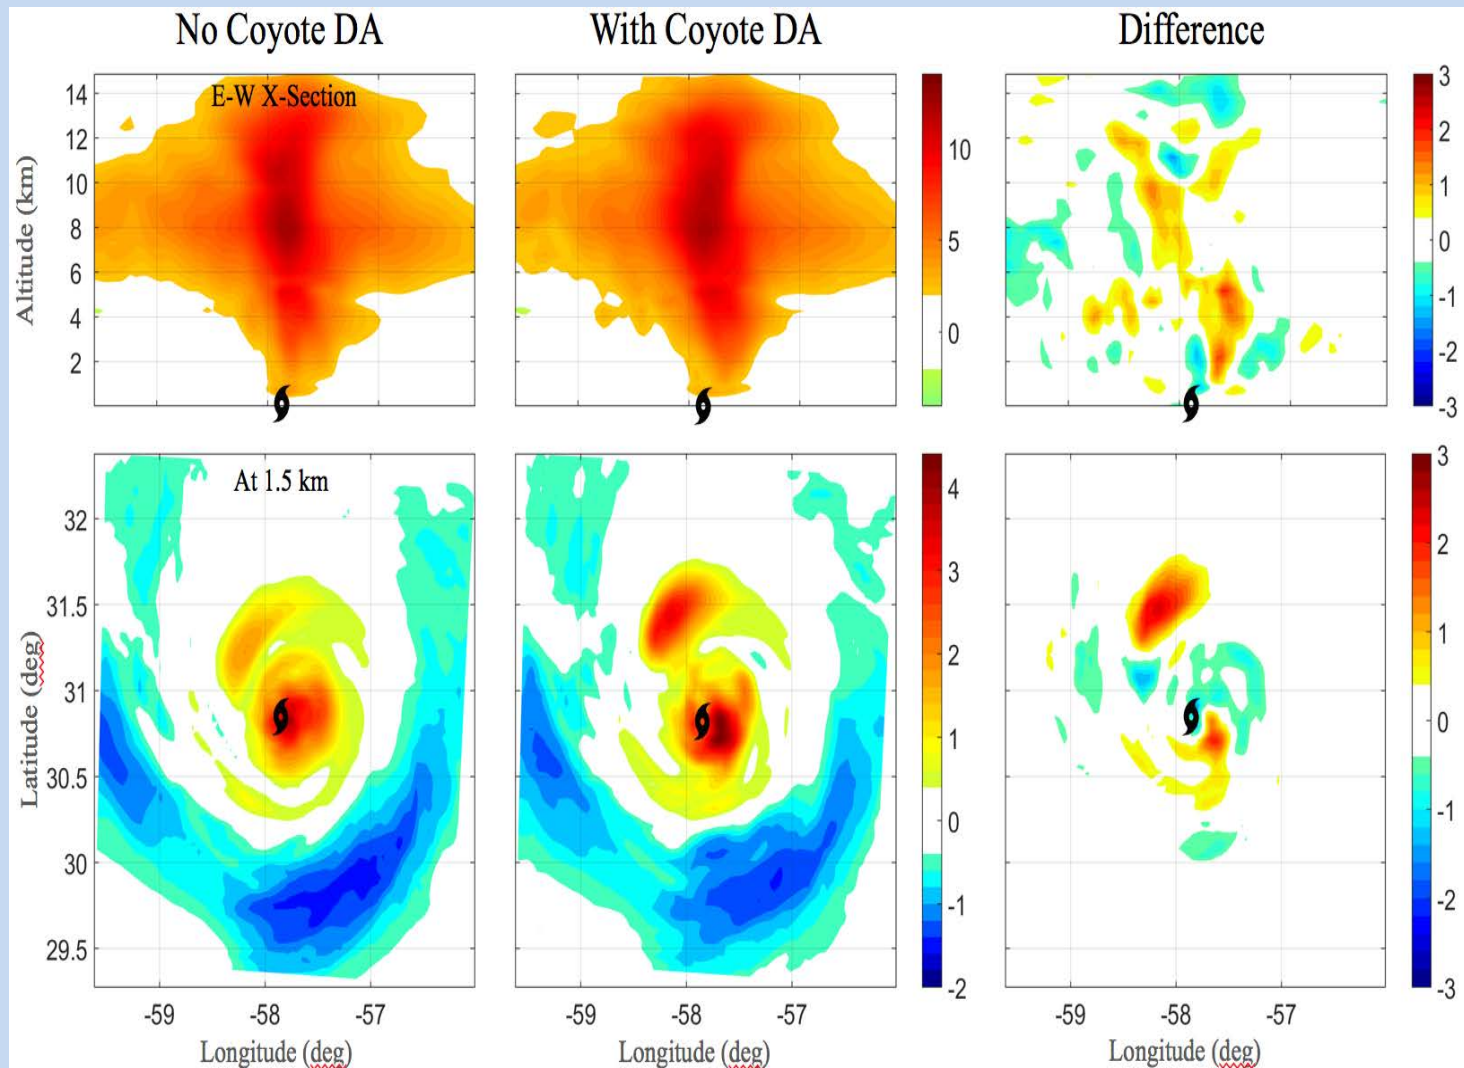 No Coyote DA
With Coyote DA
Difference
E-W X-Section
Altitude (km)
14
12
10
8
6
4
2
10
5
0
3
2
1
0
-1
-2
-3
At 1.5 km
Latitude (deg)
32
31.5
31
30.5
30
29.5
4
3
2
1
0
-1
-2
3
2
1
0
-1
-2
-3
-59 -58 -57
-59 -58 -57
-59 -58 -57
Longitude (deg)
Longitude (deg)
Longitude (deg)